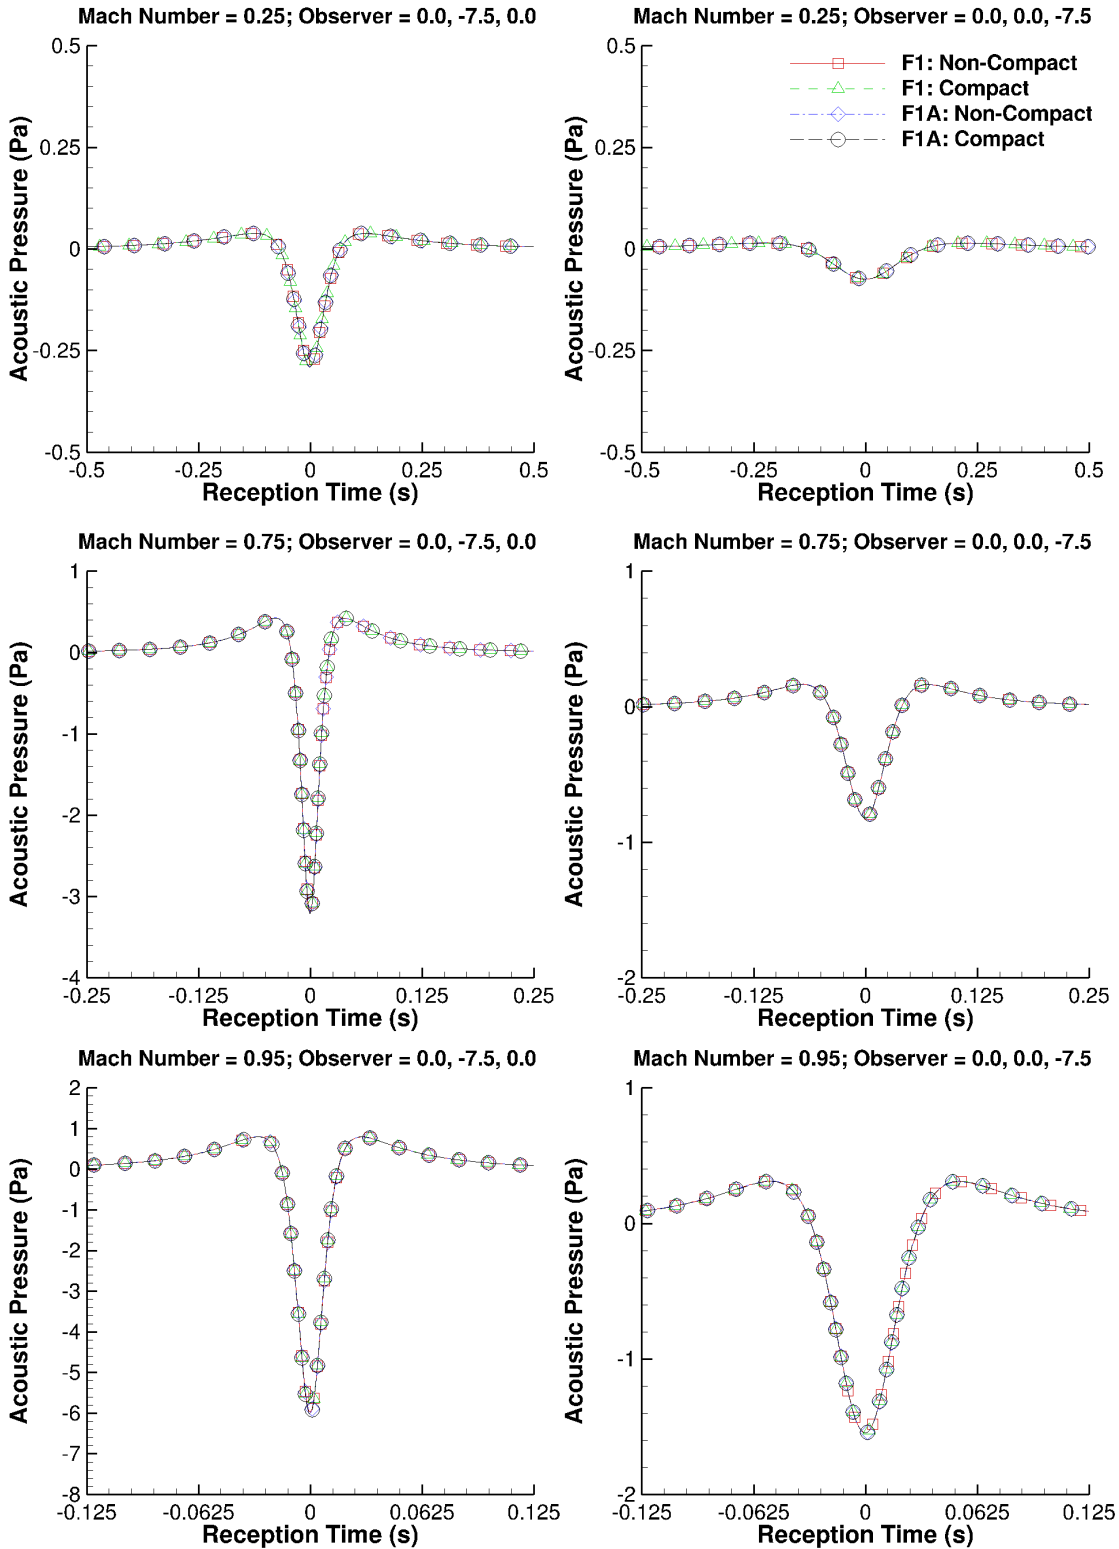 Mach Number = 0.25; Observer = 0.0, -7.5, 0.0
0.5
0.25
0
-0.25
-0.5
Acoustic Pressure (Pa)
-0.5
-0.25
0
0.25
0.5
Reception Time (s)
Mach Number = 0.25; Observer = 0.0, 0.0, -7.5
F1: Non-Compact
F1: Compact
F1A: Non-Compact
F1A: Compact
0.5
0.25
0
-0.25
-0.5
Acoustic Pressure (Pa)
-0.5
-0.25
0
0.25
0.5
Reception Time (s)
Mach Number = 0.75; Observer = 0.0, -7.5, 0.0
1
0
-1
-2
-3
-4
Acoustic Pressure (Pa)
-0.25
-0.125
0
0.125
0.25
Reception Time (s)
Mach Number = 0.75; Observer = 0.0, 0.0, -7.5
1
0
-1
-2
Acoustic Pressure (Pa)
-0.25
-0.125
0
0.125
0.25
Reception Time (s)
Mach Number = 0.95; Observer = 0.0, -7.5, 0.0
2
1
0
-1
-2
-3
-4
-5
-6
-7
-8
Acoustic Pressure (Pa)
-0.125
-0.0625
0
0.0625
0.125
Reception Time (s)
Mach Number = 0.95; Observer = 0.0, 0.0, -7.5
1
0
-1
-2
Acoustic Pressure (Pa)
-0.125
-0.0625
0
0.0625
0.125
Reception Time (s)